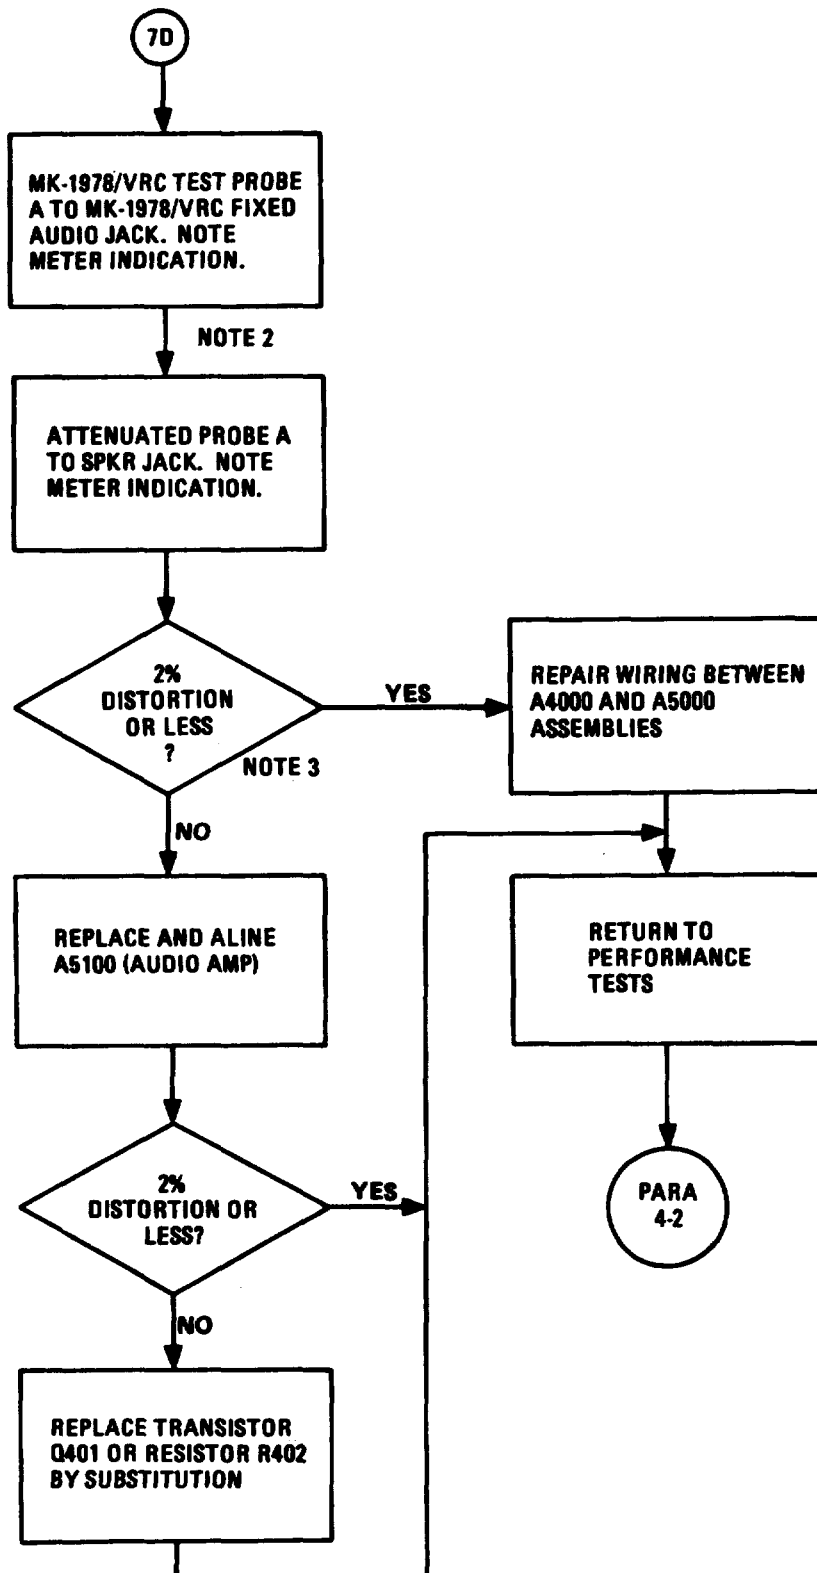 7D
MK-1978/VRC TEST PROBE
A TO MK-1978/VRC FIXED
AUDIO JACK. NOTE
METER INDICATION.
NOTE 2
ATTENUATED PROBE A
TO SPKR JACK. NOTE
METER INDICATION.
2%
DISTORTION
OR LESS
?
NOTE 3
YES
REPAIR WIRING BETWEEN
A4000 AND A5000
ASSEMBLIES
NO
REPLACE AND ALINE
A5100 (AUDIO AMP)
RETURN TO
PERFORMANCE
TESTS
2%
DISTORTION OR
LESS?
YES
PARA
4-2
NO
REPLACE TRANSISTOR
Q401 OR RESISTOR R402
BY SUBSTITUTION